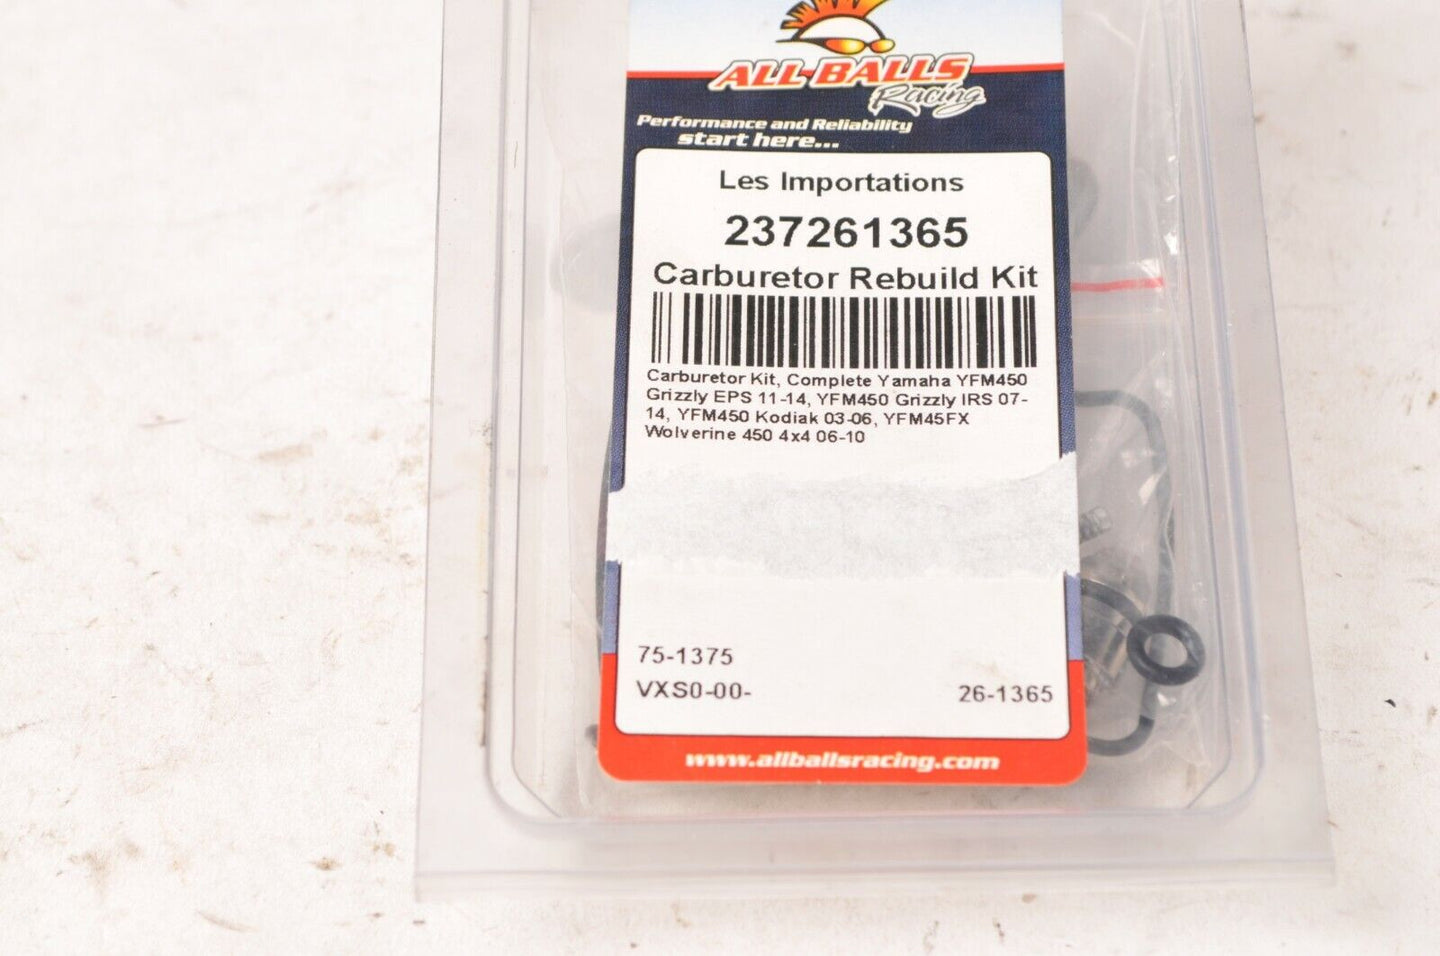 ALL BALLS
Racing
Performance and Reliability
start here...
Les Importations
237261365
Carburetor Rebuild Kit
Carburetor Kit, Complete Yamaha YFM450
Grizzly EPS 11-14, YFM450 Grizzly IRS 07-
14, YFM450 Kodiak 03-06, YFM45FX
Wolverine 450 4x4 06-10
75-1375
VXS0-00-
26-1365
www.allballsracing.com